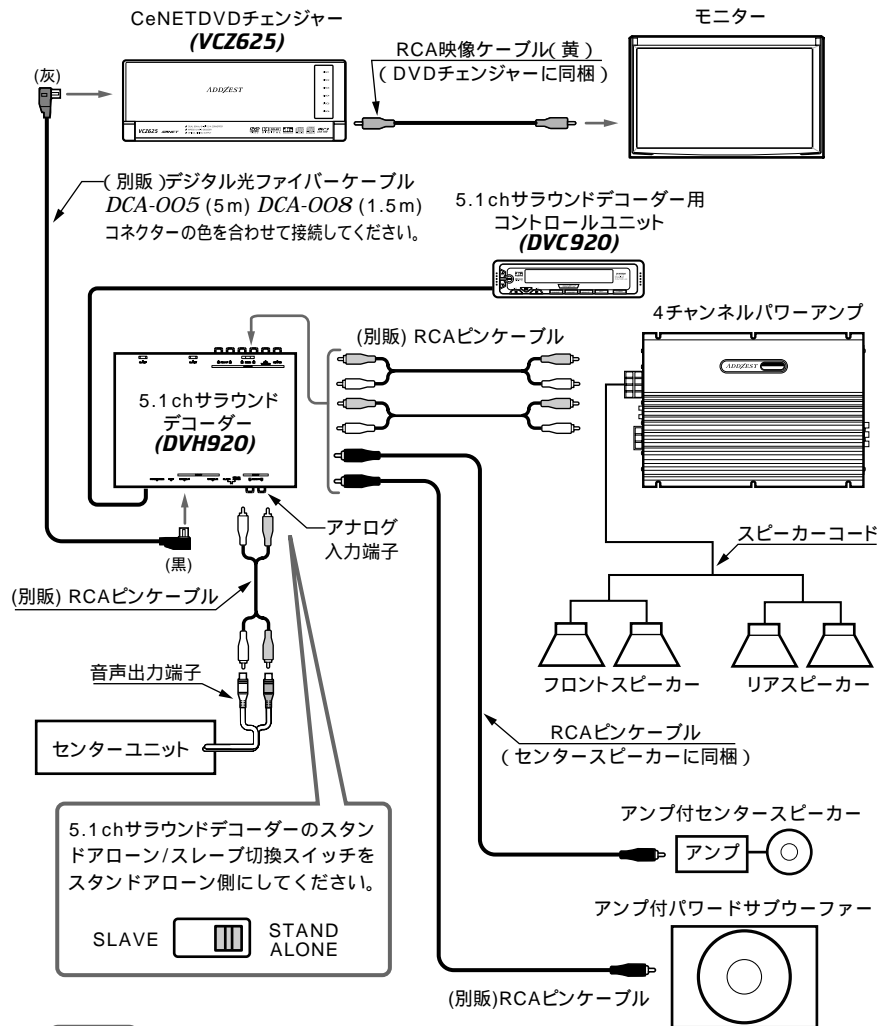 CeNETDVDチェンジャー
(VCZ625)
モニター
RCA映像ケーブル(黄)
(DVDチェンジャーに同梱)
(灰)
ADDZEST
VCZ625
(別販)デジタル光ファイバーケーブル
DCA-005 (5m) DCA-008 (1.5m)
コネクターの色を合わせて接続してください。
5.1chサラウンドデコーダー用
コントロールユニット
(DVC920)
4チャンネルパワーアンプ
(別販) RCAピンケーブル
ADDZEST
5.1chサラウンド
デコーダー
(DVH920)
アナログ
入力端子
(黒)
スピーカーコード
(別販) RCAピンケーブル
フロントスピーカー
リアスピーカー
音声出力端子
センターユニット
RCAピンケーブル
(センタースピーカーに同梱)
5.1chサラウンドデコーダーのスタン
ドアローン/スレーブ切換スイッチを
スタンドアローン側にしてください。
SLAVE
STAND
ALONE
アンプ付センタースピーカー
アンプ
アンプ付パワードサブウーファー
(別販)RCAピンケーブル